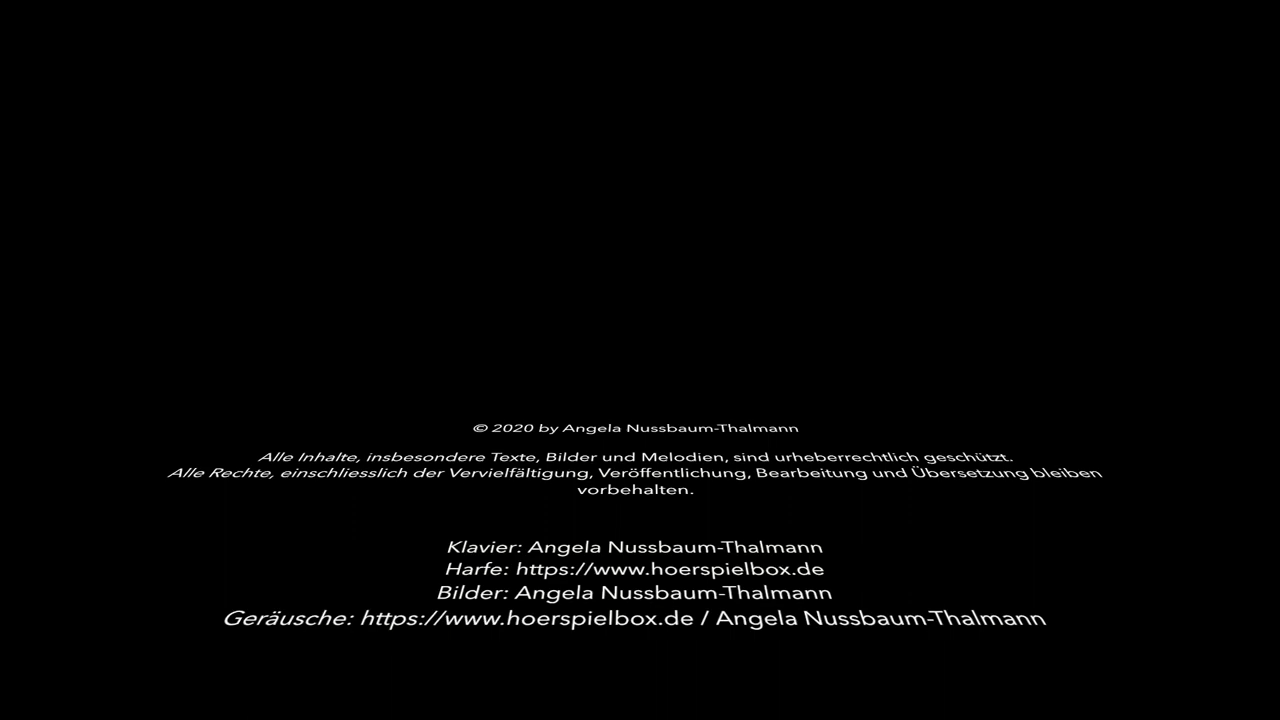 © 2020 by Angela Nussbaum-Thalmann
Alle Inhalte, insbesondere Texte, Bilder und Melodien, sind urheberrechtlich geschützt.
Alle Rechte, einschliesslich der Vervielfältigung, Veröffentlichung, Bearbeitung und Übersetzung bleiben
vorbehalten.
Klavier: Angela Nussbaum-Thalmann
Harfe: https://www.hoerspielbox.de
Bilder: Angela Nussbaum-Thalmann
Geräusche: https://www.hoerspielbox.de / Angela Nussbaum-Thalmann